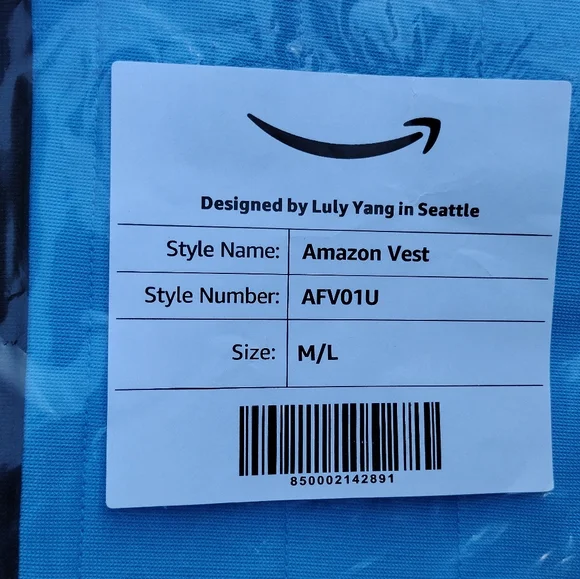 Designed by Luly Yang in Seattle
Style Name: Amazon Vest
Style Number: AFV01U
Size: M/L
850002142891